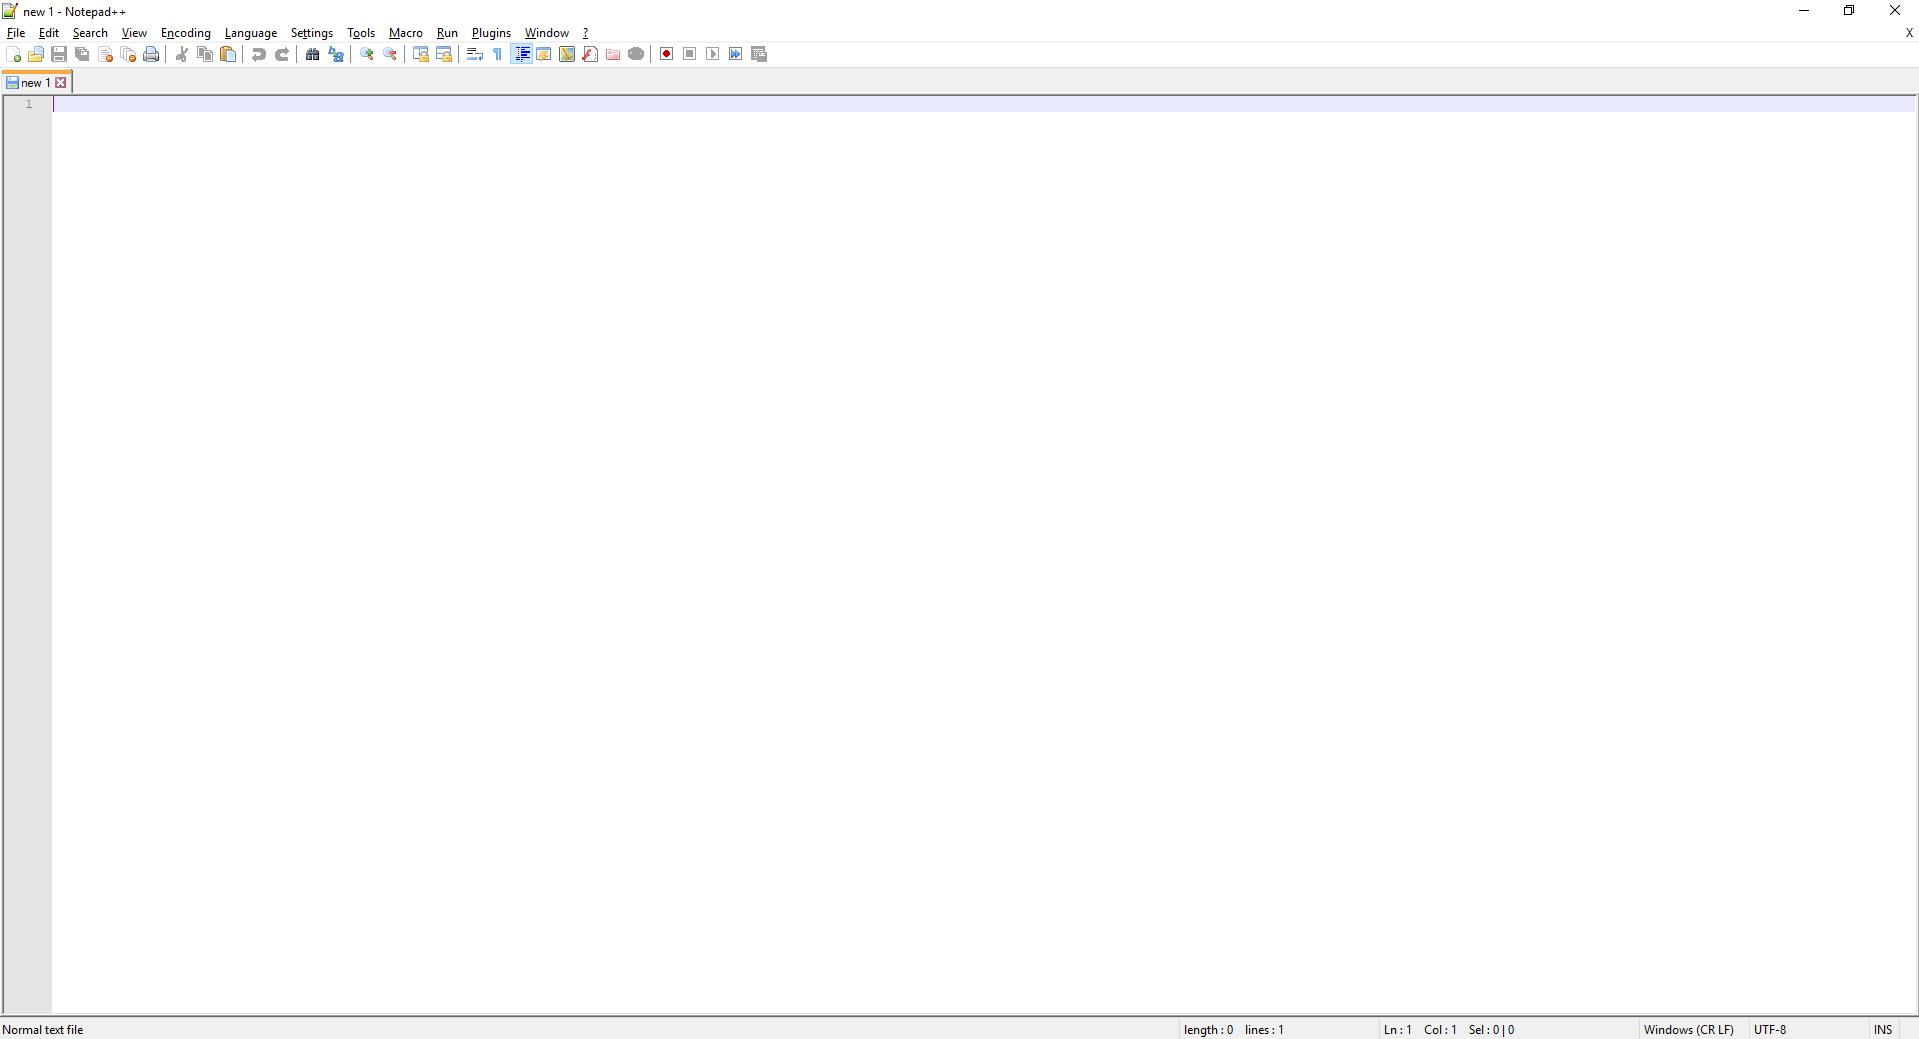 new 1 - Notepad++
File Edit Search View Encoding Language Settings Tools Macro Run Plugins Window ? X
new 1
1
Normal text file length : 0 lines : 1 Ln : 1 Col : 1 Sel : 0 | 0 Windows (CR LF) UTF-8 INS